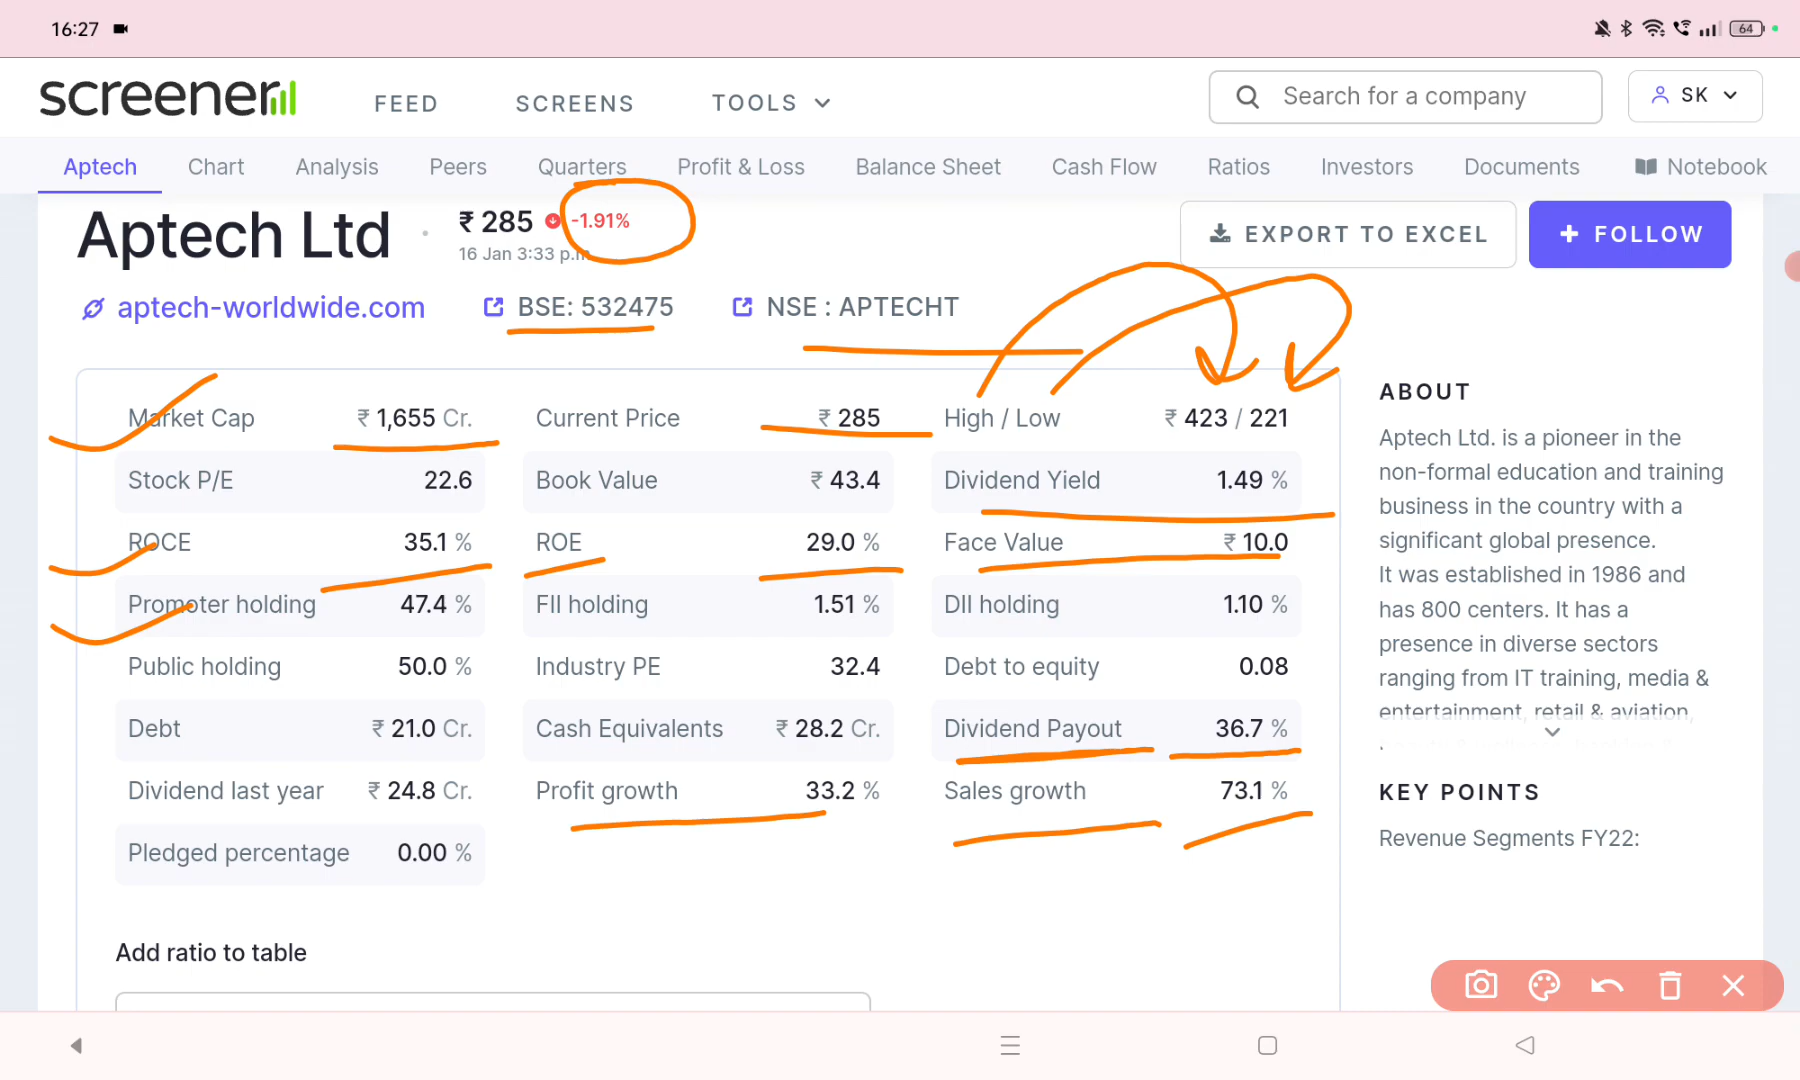 16:27
64
screener
FEED SCREENS TOOLS
Search for a company
SK
Aptech Chart Analysis Peers Quarters Profit & Loss Balance Sheet Cash Flow Ratios Investors Documents Notebook
Aptech Ltd
₹ 285 -1.91%
16 Jan 3:33 p.m.
EXPORT TO EXCEL
+ FOLLOW
aptech-worldwide.com BSE: 532475 NSE : APTECHT
Market Cap ₹ 1,655 Cr. Current Price ₹ 285 High / Low ₹ 423 / 221
Stock P/E 22.6 Book Value ₹ 43.4 Dividend Yield 1.49 %
ROCE 35.1 % ROE 29.0 % Face Value ₹ 10.0
Promoter holding 47.4 % FII holding 1.51 % DII holding 1.10 %
Public holding 50.0 % Industry PE 32.4 Debt to equity 0.08
Debt ₹ 21.0 Cr. Cash Equivalents ₹ 28.2 Cr. Dividend Payout 36.7 %
Dividend last year ₹ 24.8 Cr. Profit growth 33.2 % Sales growth 73.1 %
Pledged percentage 0.00 %
Add ratio to table
ABOUT
Aptech Ltd. is a pioneer in the
non-formal education and training
business in the country with a
significant global presence.
It was established in 1986 and
has 800 centers. It has a
presence in diverse sectors
ranging from IT training, media &
entertainment, retail & aviation,
KEY POINTS
Revenue Segments FY22: